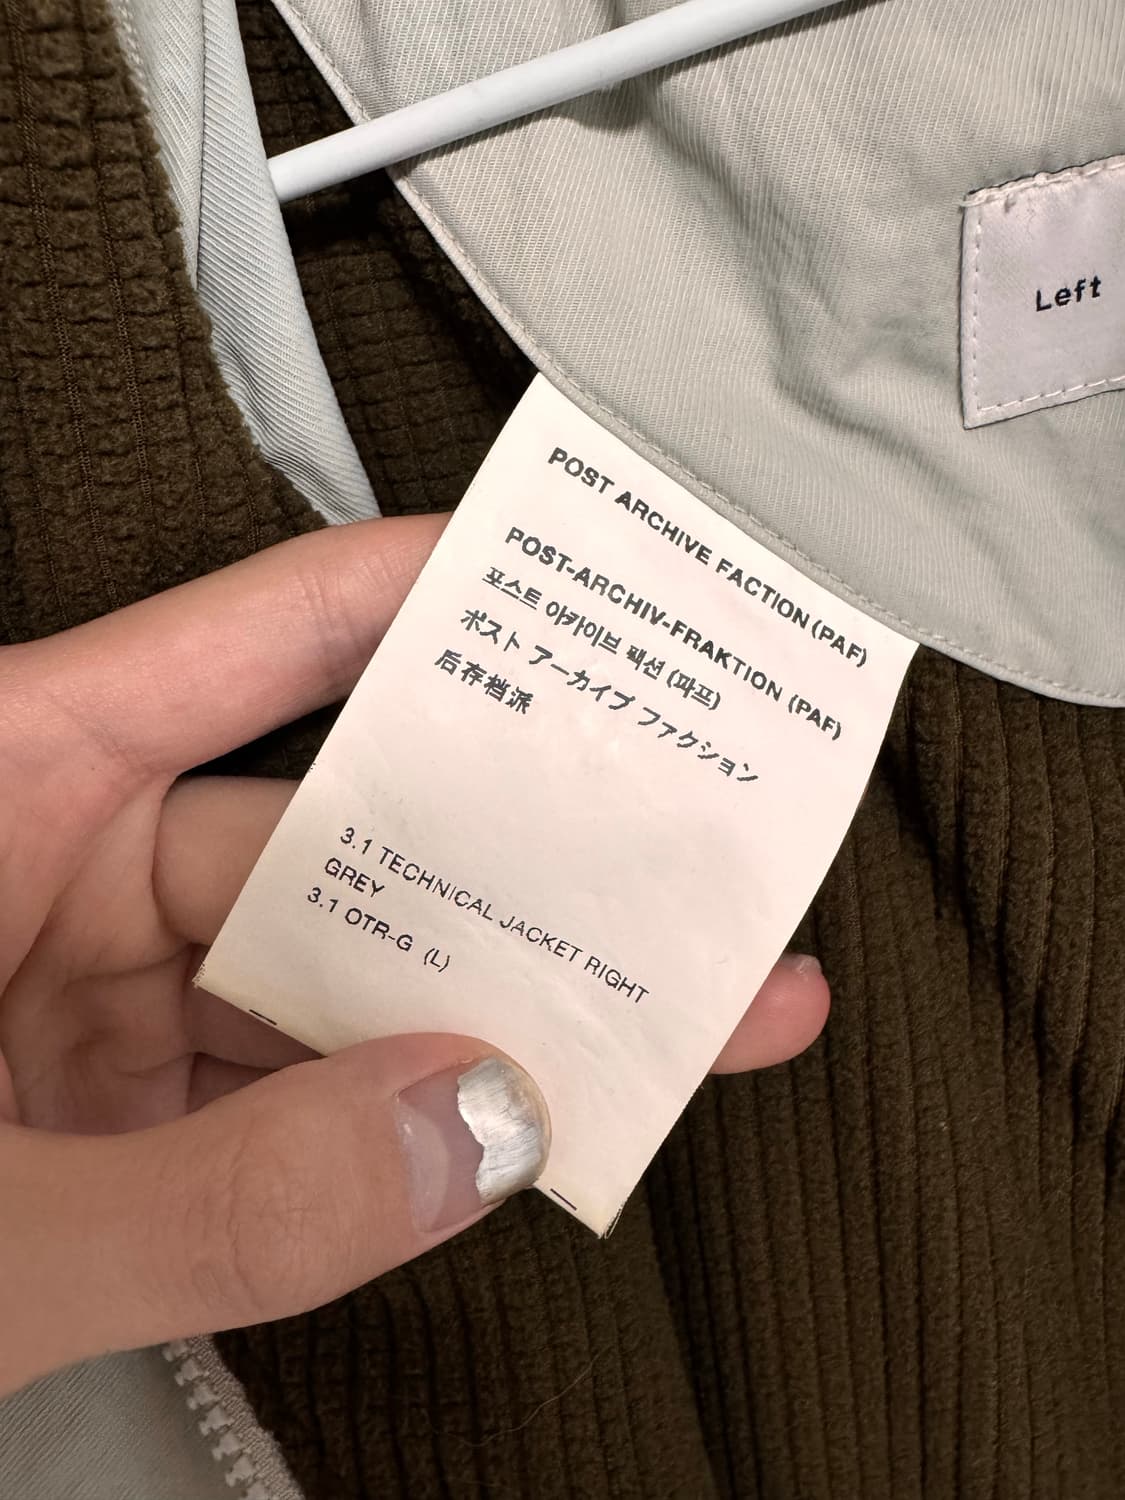 Left
POST ARCHIVE FACTION (PAF)
POST-ARCHIV-FRAKTION (PAF)
포스트 아카이브 팩션 (파프)
ポスト アーカイブ ファクション
后存档派
3.1 TECHNICAL JACKET RIGHT
GREY
3.1 OTR-G (L)